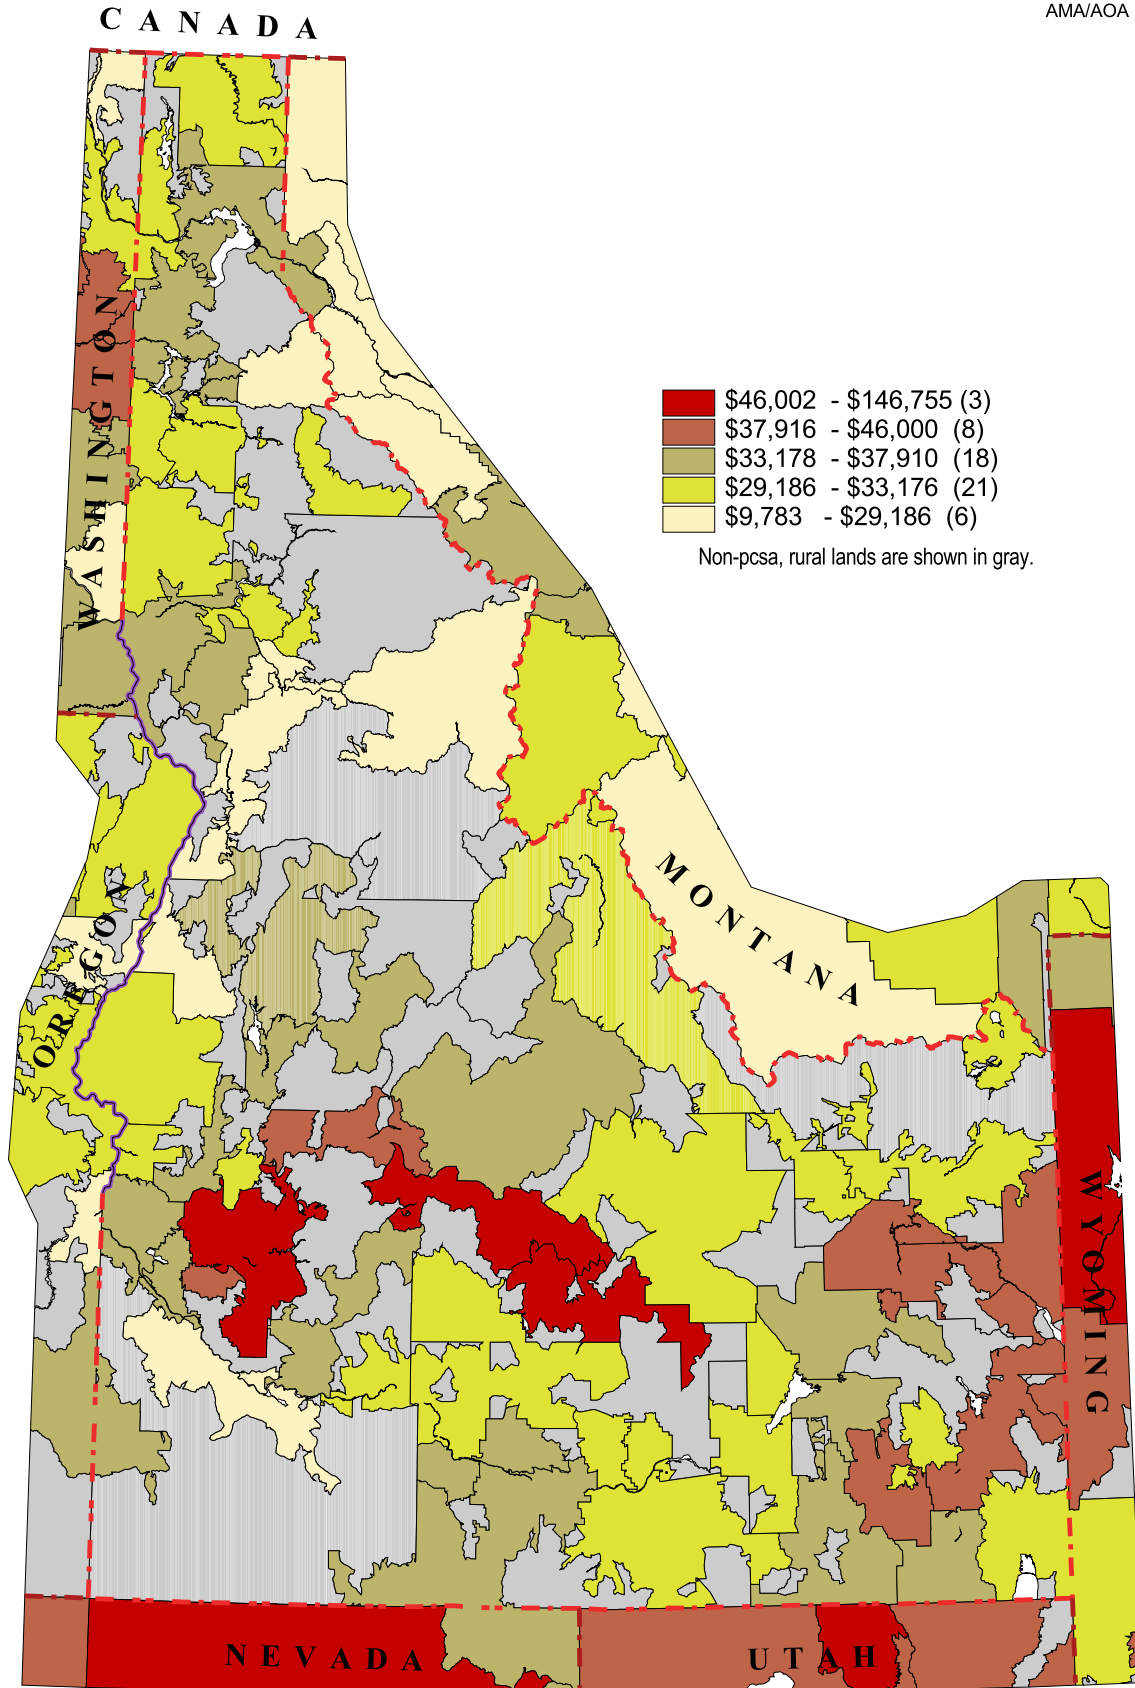 AMA/AOA
CANADA
WASHINGTON
$46,002 - $146,755 (3)
$37,916 - $46,000 (8)
$33,178 - $37,910 (18)
$29,186 - $33,176 (21)
$9,783 - $29,186 (6)
Non-pcsa, rural lands are shown in gray.
MONTANA
OREGON
WYOMING
NEVADA
UTAH